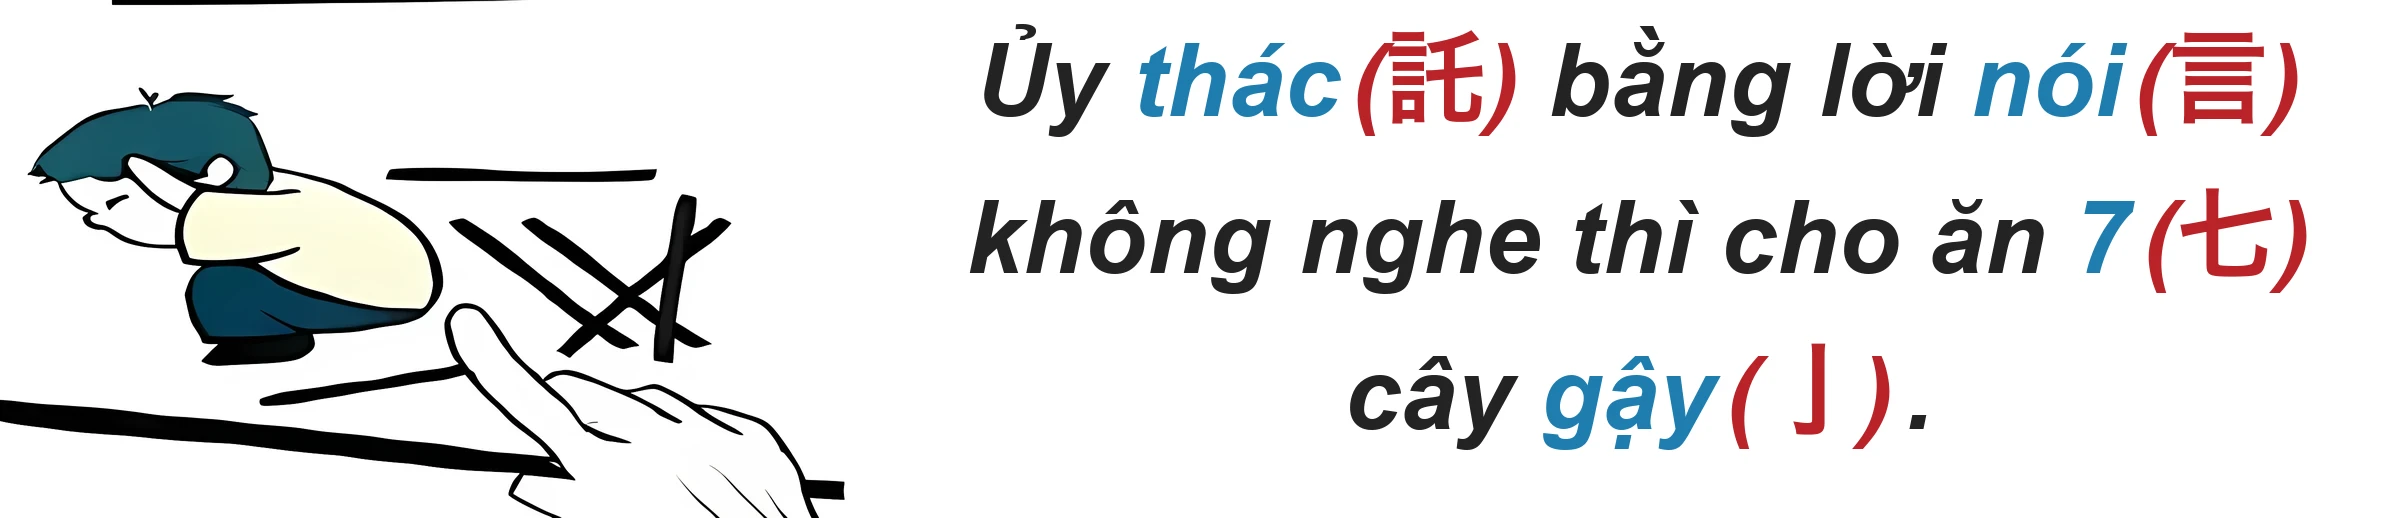 Ủy thác(託) bằng lời nói(言)
không nghe thì cho ăn 7(七)
cây gậy(亅).